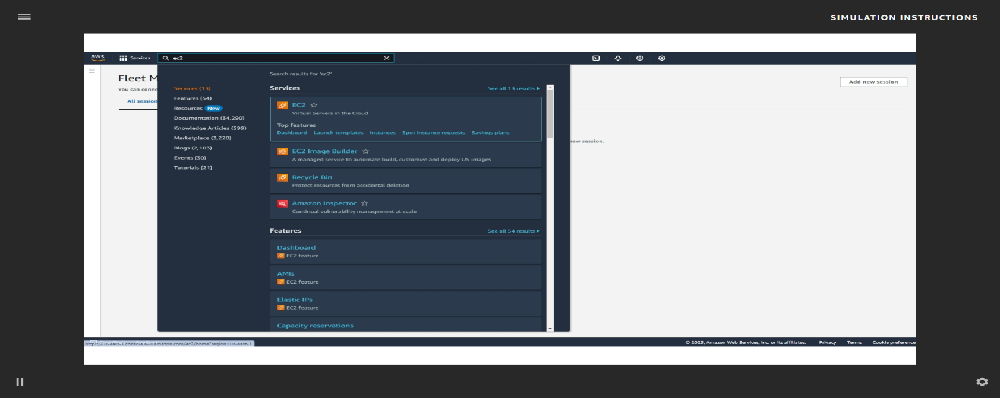 SIMULATION INSTRUCTIONS
aws
Services
ec2
Fleet M
You can conne
All session
Add new session
new session.
Search results for 'ec2'
Services (13)
Features (54)
Resources New
Documentation (34,290)
Knowledge Articles (599)
Marketplace (3,220)
Blogs (2,103)
Events (30)
Tutorials (21)
Services
See all 13 results
EC2
Virtual Servers in the Cloud
Top features
Dashboard Launch templates Instances Spot Instance requests Savings plans
EC2 Image Builder
A managed service to automate build, customize and deploy OS images
Recycle Bin
Protect resources from accidental deletion
Amazon Inspector
Continual vulnerability management at scale
Features
See all 54 results
Dashboard
EC2 feature
AMIs
EC2 feature
Elastic IPs
EC2 feature
Capacity reservations
https://us-east-1.console.aws.amazon.com/ec2/home?region=us-east-1
© 2023, Amazon Web Services, Inc. or its affiliates. Privacy Terms Cookie preference